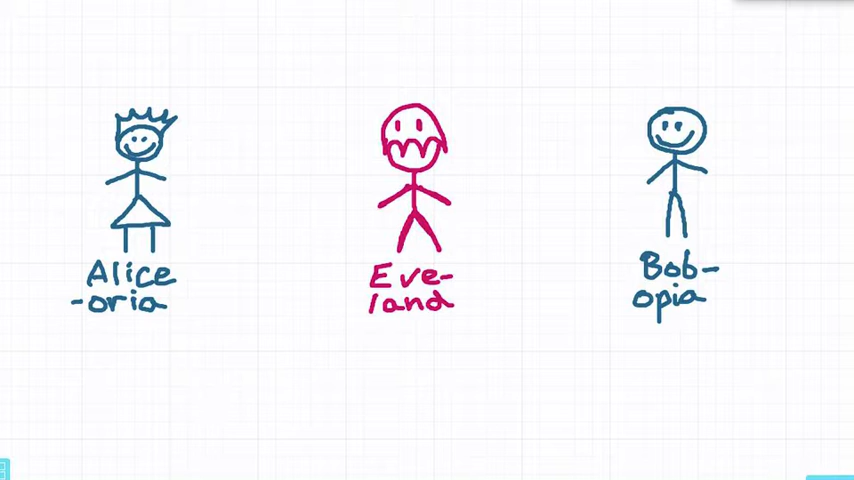 Alice
-oria
Eve-
land
Bob-
opia